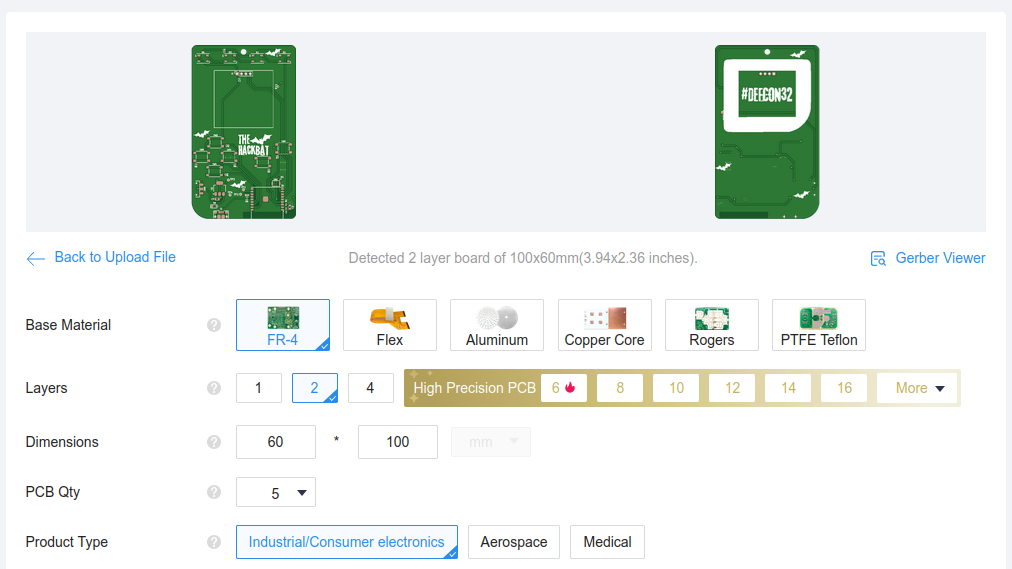 THE
HACKBAT
#DEFCON32
Back to Upload File
Detected 2 layer board of 100x60mm(3.94x2.36 inches).
Gerber Viewer
Base Material ? FR-4 Flex Aluminum Copper Core Rogers PTFE Teflon
Layers ? 1 2 4 High Precision PCB 6 8 10 12 14 16 More
Dimensions ? 60 * 100 mm
PCB Qty ? 5
Product Type ? Industrial/Consumer electronics Aerospace Medical